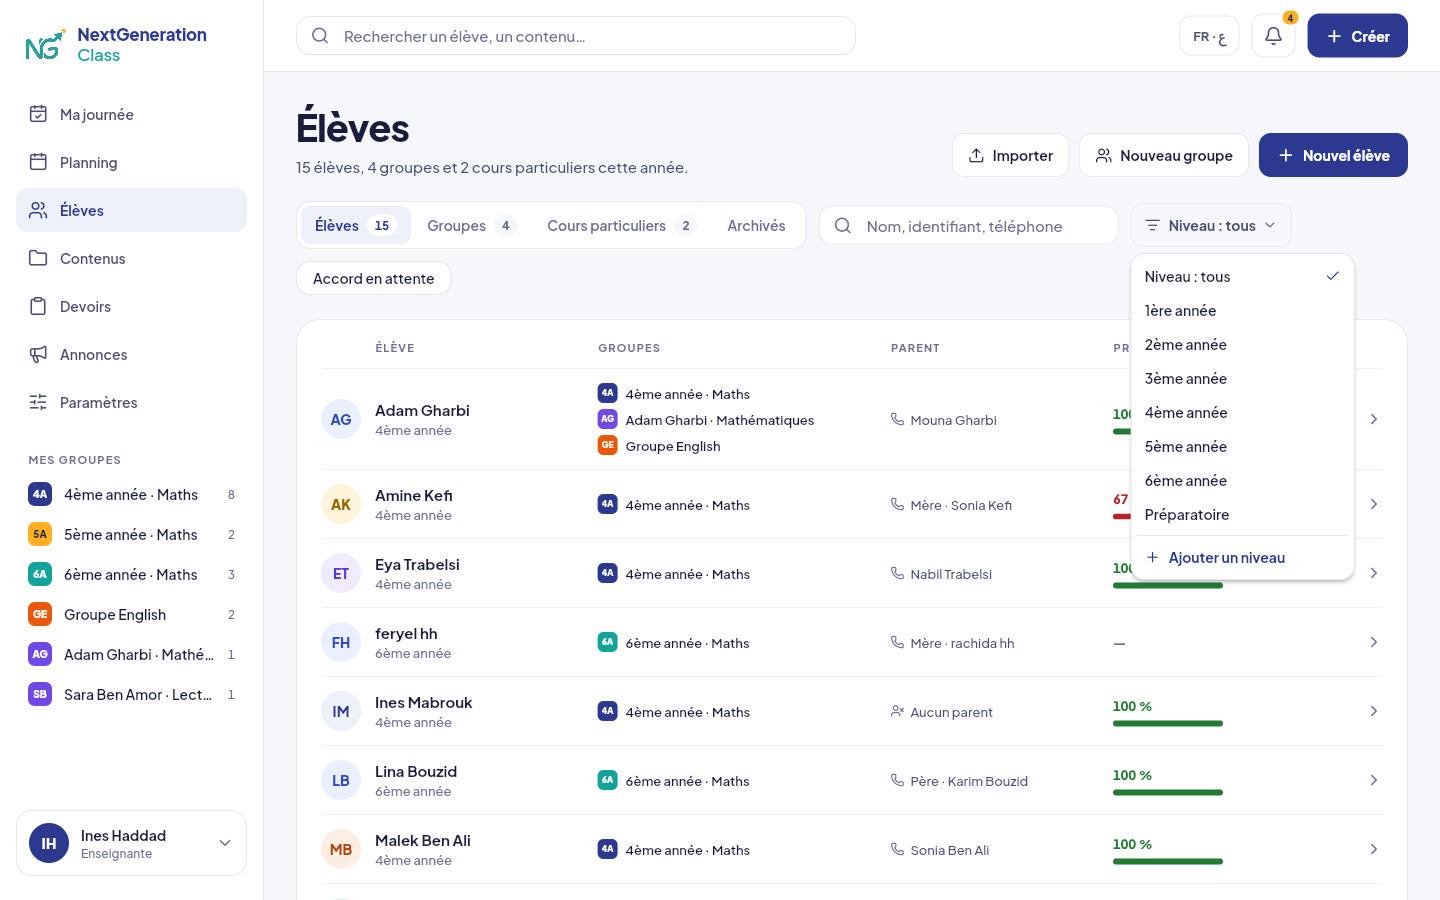 NG
NextGeneration
Class
Rechercher un élève, un contenu...
FR · ع
4
Créer
Ma journée
Planning
Élèves
Contenus
Devoirs
Annonces
Paramètres
MES GROUPES
4A 4ème année · Maths 8
5A 5ème année · Maths 2
6A 6ème année · Maths 3
GE Groupe English 2
AG Adam Gharbi · Mathé... 1
SB Sara Ben Amor · Lect... 1
IH Ines Haddad
Enseignante
Élèves
15 élèves, 4 groupes et 2 cours particuliers cette année.
Importer
Nouveau groupe
Nouvel élève
Élèves 15
Groupes 4
Cours particuliers 2
Archivés
Nom, identifiant, téléphone
Niveau : tous
Accord en attente
Niveau : tous
1ère année
2ème année
3ème année
4ème année
5ème année
6ème année
Préparatoire
Ajouter un niveau
ÉLÈVE GROUPES PARENT PR
AG Adam Gharbi
4ème année
4A 4ème année · Maths
AG Adam Gharbi · Mathématiques
GE Groupe English
Mouna Gharbi
100
AK Amine Kefi
4ème année
4A 4ème année · Maths
Mère · Sonia Kefi
67
ET Eya Trabelsi
4ème année
4A 4ème année · Maths
Nabil Trabelsi
100
FH feryel hh
6ème année
6A 6ème année · Maths
Mère · rachida hh
—
IM Ines Mabrouk
4ème année
4A 4ème année · Maths
Aucun parent
100 %
LB Lina Bouzid
6ème année
6A 6ème année · Maths
Père · Karim Bouzid
100 %
MB Malek Ben Ali
4ème année
4A 4ème année · Maths
Sonia Ben Ali
100 %